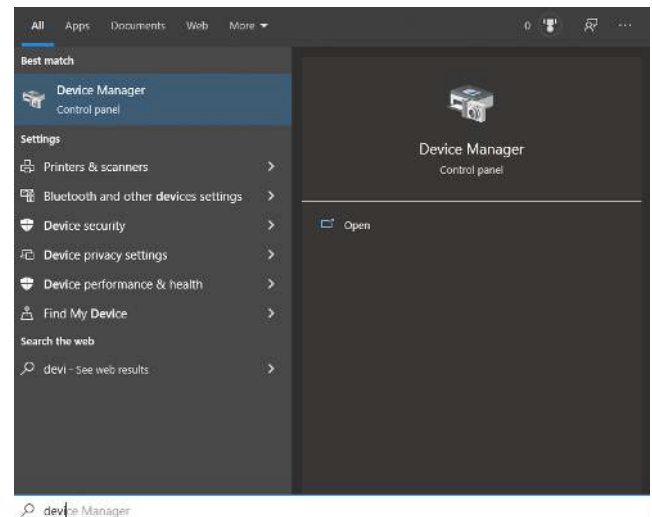 All Apps Documents Web More
0
Best match
Device Manager
Control panel
Settings
Printers & scanners
Bluetooth and other devices settings
Device security
Device privacy settings
Device performance & health
Find My Device
Search the web
devi - See web results
Device Manager
Control panel
Open
device Manager